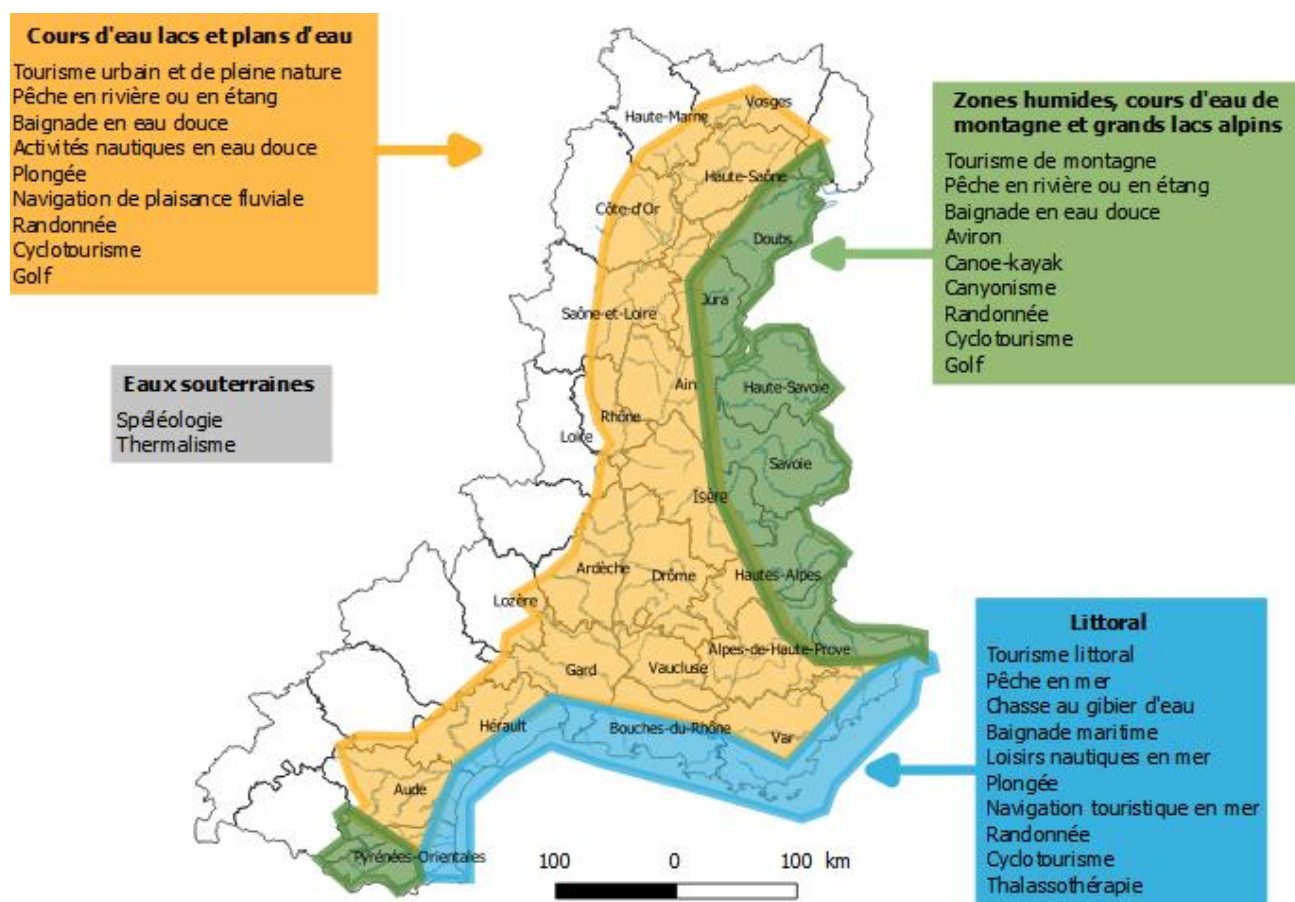 Cours d'eau lacs et plans d'eau
Tourisme urbain et de pleine nature
Pêche en rivière ou en étang
Baignade en eau douce
Activités nautiques en eau douce
Plongée
Navigation de plaisance fluviale
Randonnée
Cyclotourisme
Golf
Zones humides, cours d'eau de
montagne et grands lacs alpins
Tourisme de montagne
Pêche en rivière ou en étang
Baignade en eau douce
Aviron
Canoe-kayak
Canyonisme
Randonnée
Cyclotourisme
Golf
Eaux souterraines
Spéléologie
Thermalisme
Vosges
Haute-Marne
Haute-Saône
Côte-d'Or
Doubs
Jura
Saône-et-Loire
Ain
Haute-Savoie
Rhône
Loire
Savoie
Isère
Ardèche
Drôme
Hautes-Alpes
Lozère
Alpes-de-Haute-Prove
Gard
Vaucluse
Hérault
Bouches-du-Rhône
Var
Aude
Pyrénées-Orientales
Littoral
Tourisme littoral
Pêche en mer
Chasse au gibier d'eau
Baignade maritime
Loisirs nautiques en mer
Plongée
Navigation touristique en mer
Randonnée
Cyclotourisme
Thalassothérapie
100 0 100 km